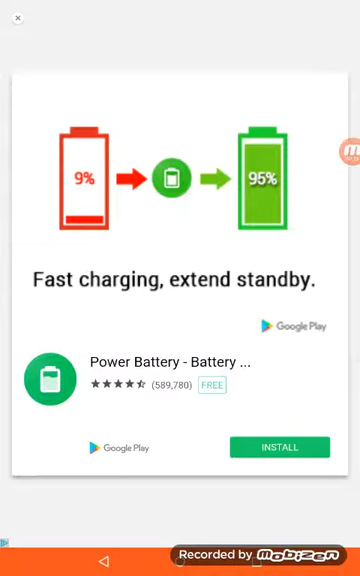 9%
95%
Fast charging, extend standby.
Google Play
Power Battery - Battery ...
(589,780) FREE
Google Play
INSTALL
Recorded by Mobizen